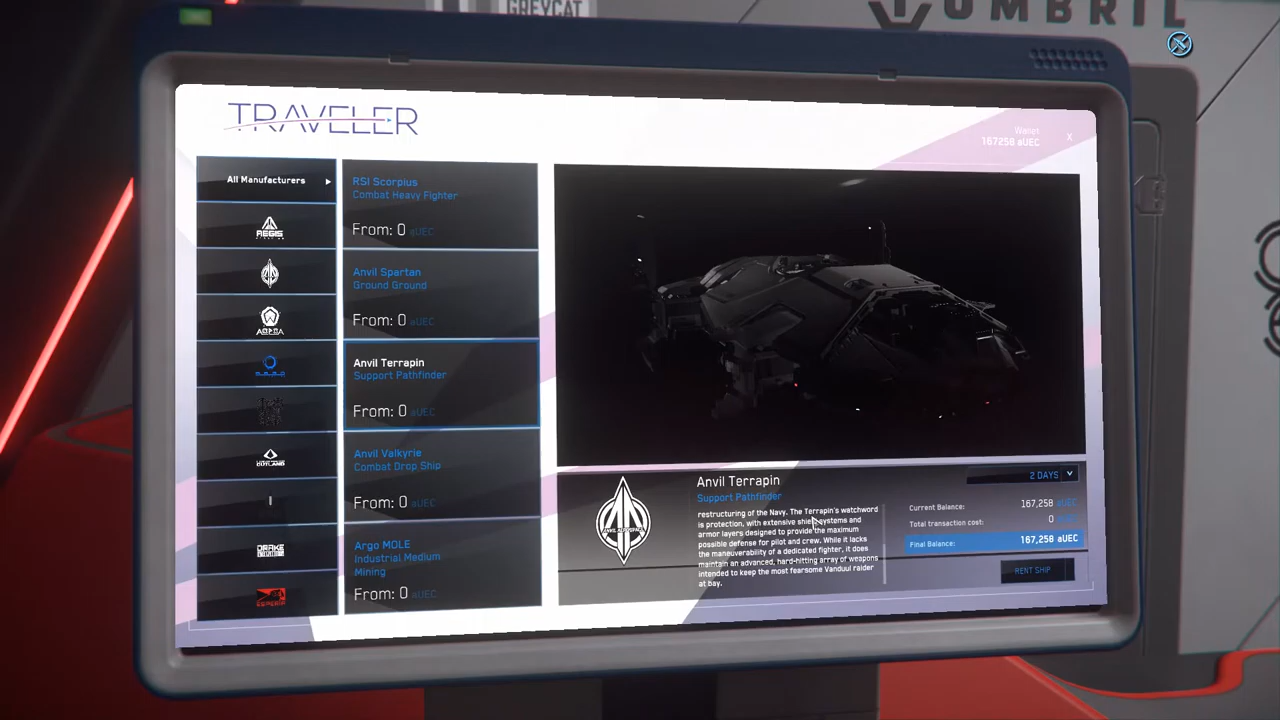 GREYCAT
UMBRIL
TRAVELER
Wanes
167258 aUEC
X
All Manufacturers
AEGIS
OUTLAND
DRAKE
ESPERIA
RSI Scorpius
Combat Heavy Fighter
From: 0 aUEC
Anvil Spartan
Ground Ground
From: 0 aUEC
Anvil Terrapin
Support Pathfinder
From: 0 aUEC
Anvil Valkyrie
Combat Drop Ship
From: 0 aUEC
Argo MOLE
Industrial Medium
Mining
From: 0 aUEC
ANVIL AEROSPACE
Anvil Terrapin
Support Pathfinder
restructuring of the Navy. The Terrapin's watchword
is protection, with extensive shield systems and
armor layers designed to provide the maximum
possible defense for pilot and crew. While it lacks
the maneuverability of a dedicated fighter, it does
maintain an advanced, hard-hitting array of weapons
intended to keep the most fearsome Vanduul raider
at bay.
2 DAYS
Current Balance: 167,258 aUEC
Total transaction cost: 0 aUEC
Final Balance: 167,258 aUEC
RENT SHIP